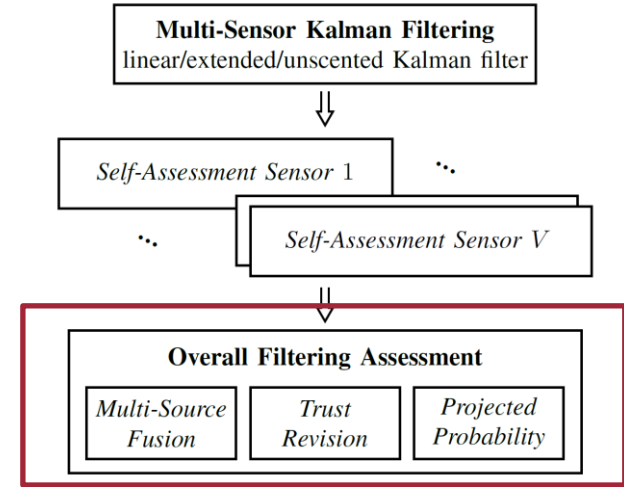 Multi-Sensor Kalman Filtering
linear/extended/unscented Kalman filter
Self-Assessment Sensor 1
Self-Assessment Sensor V
Overall Filtering Assessment
Multi-Source
Fusion
Trust
Revision
Projected
Probability